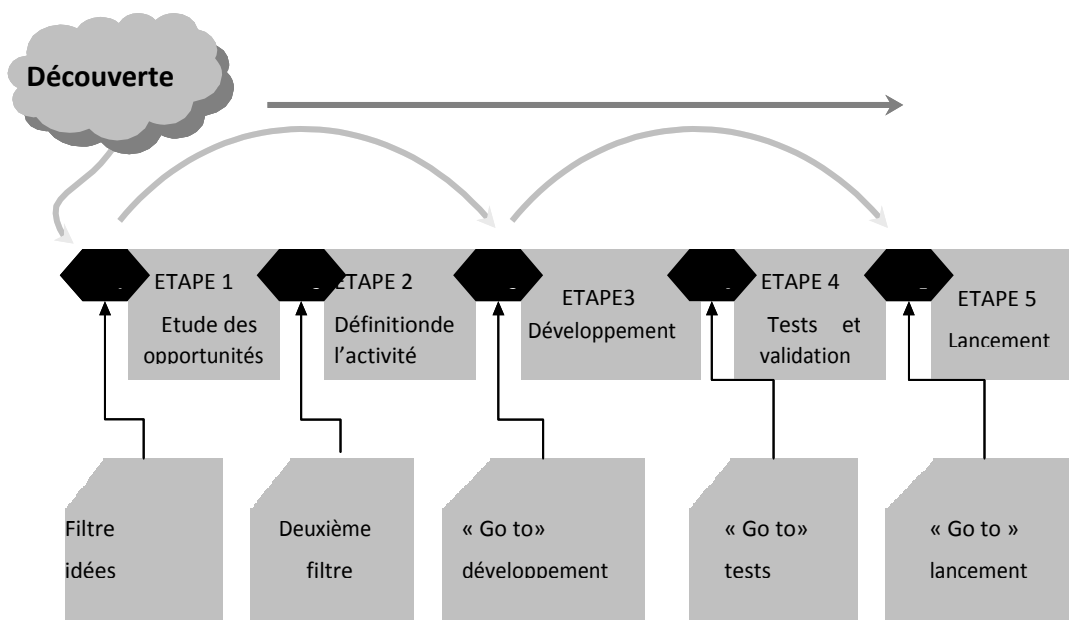 Découverte
ETAPE 1
Etude des
opportunités
ETAPE 2
Définitionde
l’activité
ETAPE3
Développement
ETAPE 4
Tests et
validation
ETAPE 5
Lancement
Filtre
idées
Deuxième
filtre
« Go to»
développement
« Go to»
tests
« Go to »
lancement